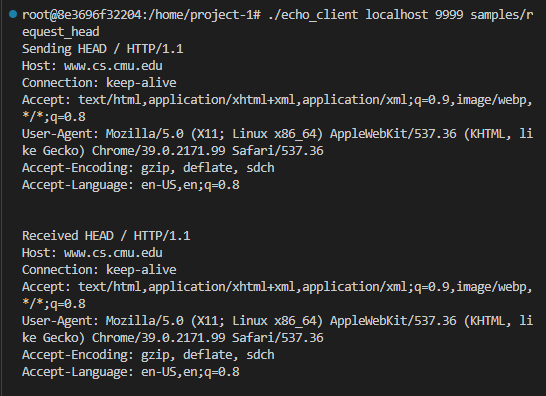 root@8e3696f32204:/home/project-1# ./echo_client localhost 9999 samples/r
equest_head
Sending HEAD / HTTP/1.1
Host: www.cs.cmu.edu
Connection: keep-alive
Accept: text/html,application/xhtml+xml,application/xml;q=0.9,image/webp,
*/*;q=0.8
User-Agent: Mozilla/5.0 (X11; Linux x86_64) AppleWebKit/537.36 (KHTML, li
ke Gecko) Chrome/39.0.2171.99 Safari/537.36
Accept-Encoding: gzip, deflate, sdch
Accept-Language: en-US,en;q=0.8

Received HEAD / HTTP/1.1
Host: www.cs.cmu.edu
Connection: keep-alive
Accept: text/html,application/xhtml+xml,application/xml;q=0.9,image/webp,
*/*;q=0.8
User-Agent: Mozilla/5.0 (X11; Linux x86_64) AppleWebKit/537.36 (KHTML, li
ke Gecko) Chrome/39.0.2171.99 Safari/537.36
Accept-Encoding: gzip, deflate, sdch
Accept-Language: en-US,en;q=0.8